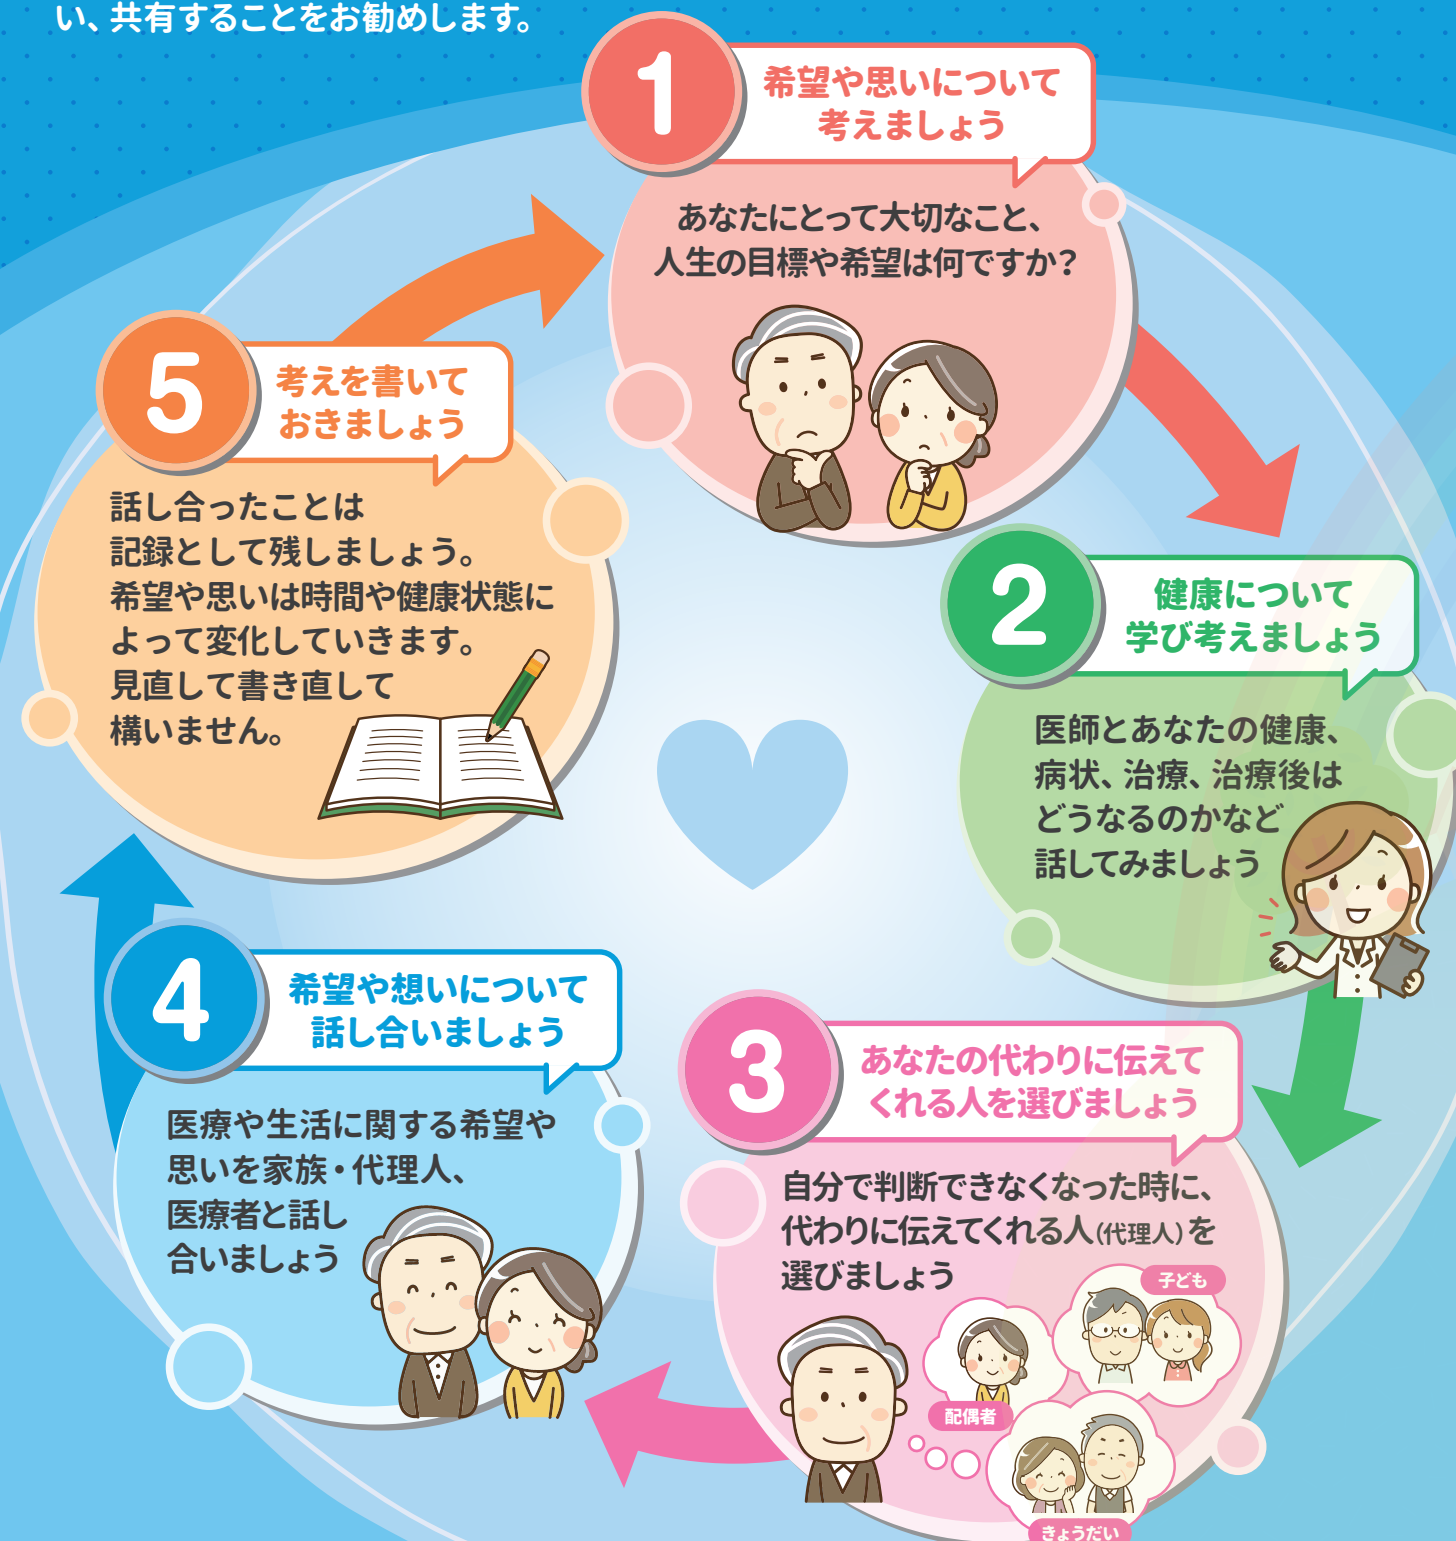 い、共有することをお勧めします。
1
希望や思いについて
考えましょう
あなたにとって大切なこと、
人生の目標や希望は何ですか？
2
健康について
学び考えましょう
医師とあなたの健康、
病状、治療、治療後は
どうなるのかなど
話してみましょう
3
あなたの代わりに伝えて
くれる人を選びましょう
自分で判断できなくなった時に、
代わりに伝えてくれる人（代理人）を
選びましょう
子ども
配偶者
きょうだい
4
希望や想いについて
話し合いましょう
医療や生活に関する希望や
思いを家族・代理人、
医療者と話し
合いましょう
5
考えを書いて
おきましょう
話し合ったことは
記録として残しましょう。
希望や思いは時間や健康状態に
よって変化していきます。
見直して書き直して
構いません。